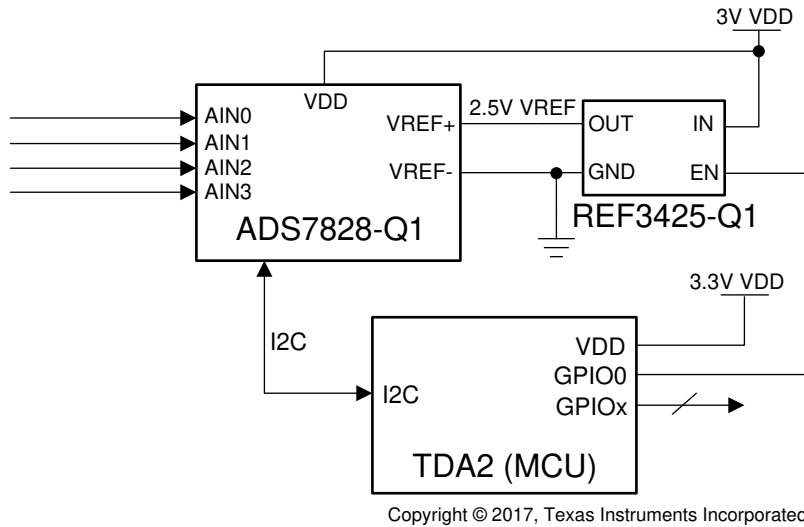 3V VDD
VDD
AIN0
AIN1
AIN2
AIN3
VREF+
VREF-
ADS7828-Q1
2.5V VREF
OUT
IN
GND
EN
REF3425-Q1
3.3V VDD
I2C
I2C
VDD
GPIO0
GPIOx
TDA2 (MCU)
Copyright © 2017, Texas Instruments Incorporated